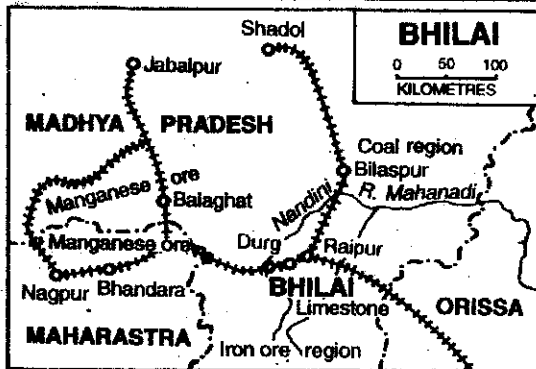 Shadol
BHILAI
0 50 100
KILOMETRES
Jabalpur
MADHYA PRADESH
Coal region
Bilaspur
Manganese ore
Balaghat
Nandini
R. Mahanadi
Manganese ore
Durg
Raipur
Nagpur
Bhandara
BHILAI
Limestone
ORISSA
MAHARASTRA
Iron ore region